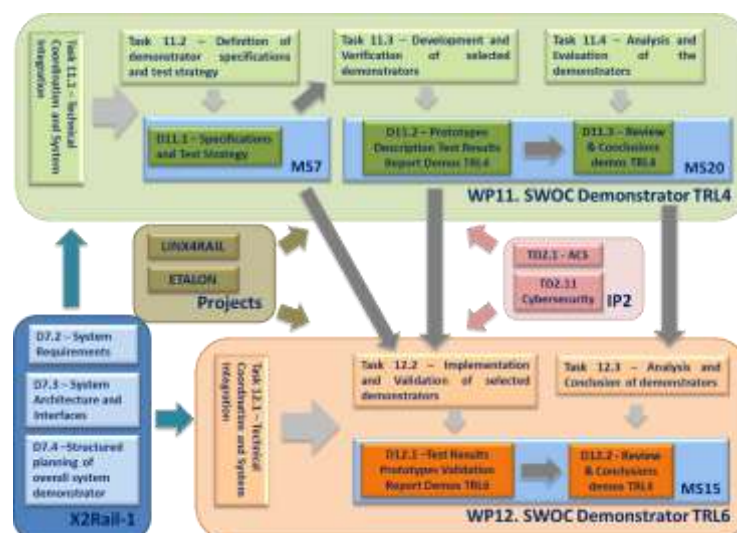 Task 11.1 – Technical
Coordination and System
Integration
Task 11.2 – Definition of
demonstrator specifications
and test strategy
Task 11.3 – Development and
Verification of selected
demonstrators
Task 11.4 – Analysis and
Evaluation of the
demonstrators
D11.1 – Specifications
and Test Strategy
MS7
D11.2 – Prototypes
Description Test Results
Report Demos TRL4
D11.3 – Review
& Conclusions
demos TRL4
MS20
WP11. SWOC Demonstrator TRL4
LINX4RAIL
ETALON
Projects
TD2.1 - ACS
TD2.11
Cybersecurity
IP2
D7.2 – System
Requirements
D7.3 – System
Architecture and
Interfaces
D7.4 –Structured
planning of
overall system
demonstrator
X2Rail-1
Task 12.1 – Technical
Coordination and System
Integration
Task 12.2 – Implementation
and Validation of selected
demonstrators
Task 12.3 – Analysis and
Conclusion of demonstrators
D12.1 –Test Results
Prototypes Validation
Report Demos TRL6
D12.2 – Review
& Conclusions
demos TRL4
MS15
WP12. SWOC Demonstrator TRL6